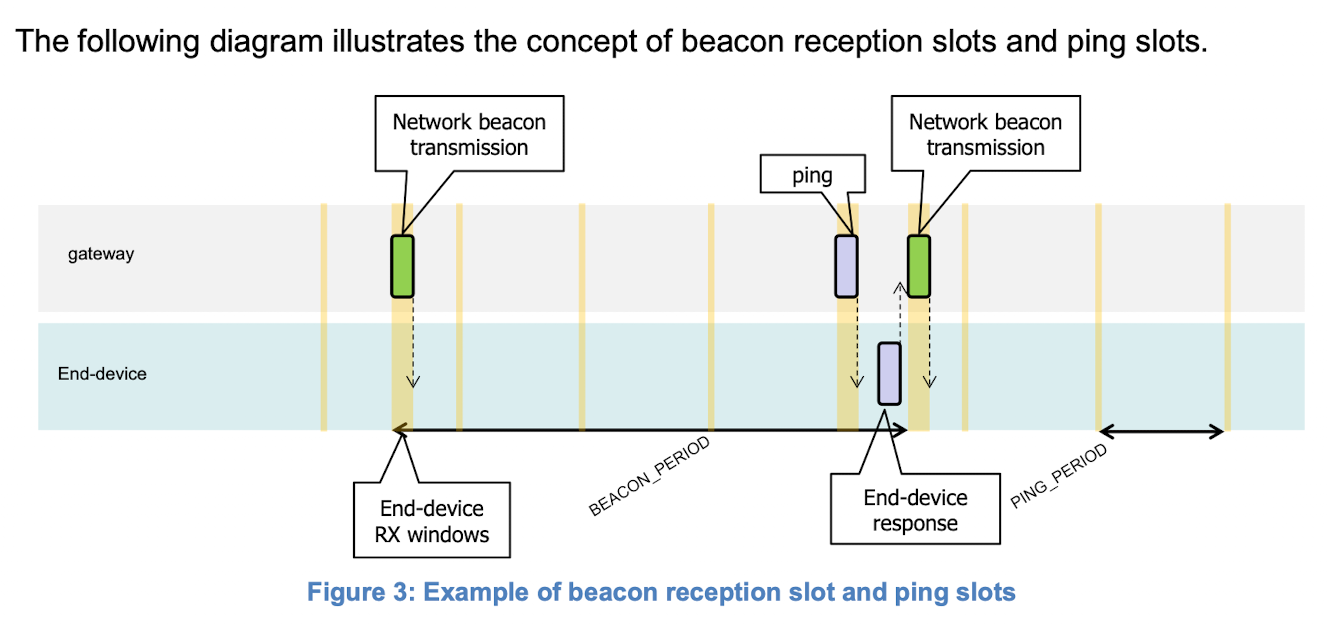 The following diagram illustrates the concept of beacon reception slots and ping slots.
Network beacon
transmission
Network beacon
transmission
ping
gateway
End-device
BEACON_PERIOD
PING_PERIOD
End-device
RX windows
End-device
response
Figure 3: Example of beacon reception slot and ping slots